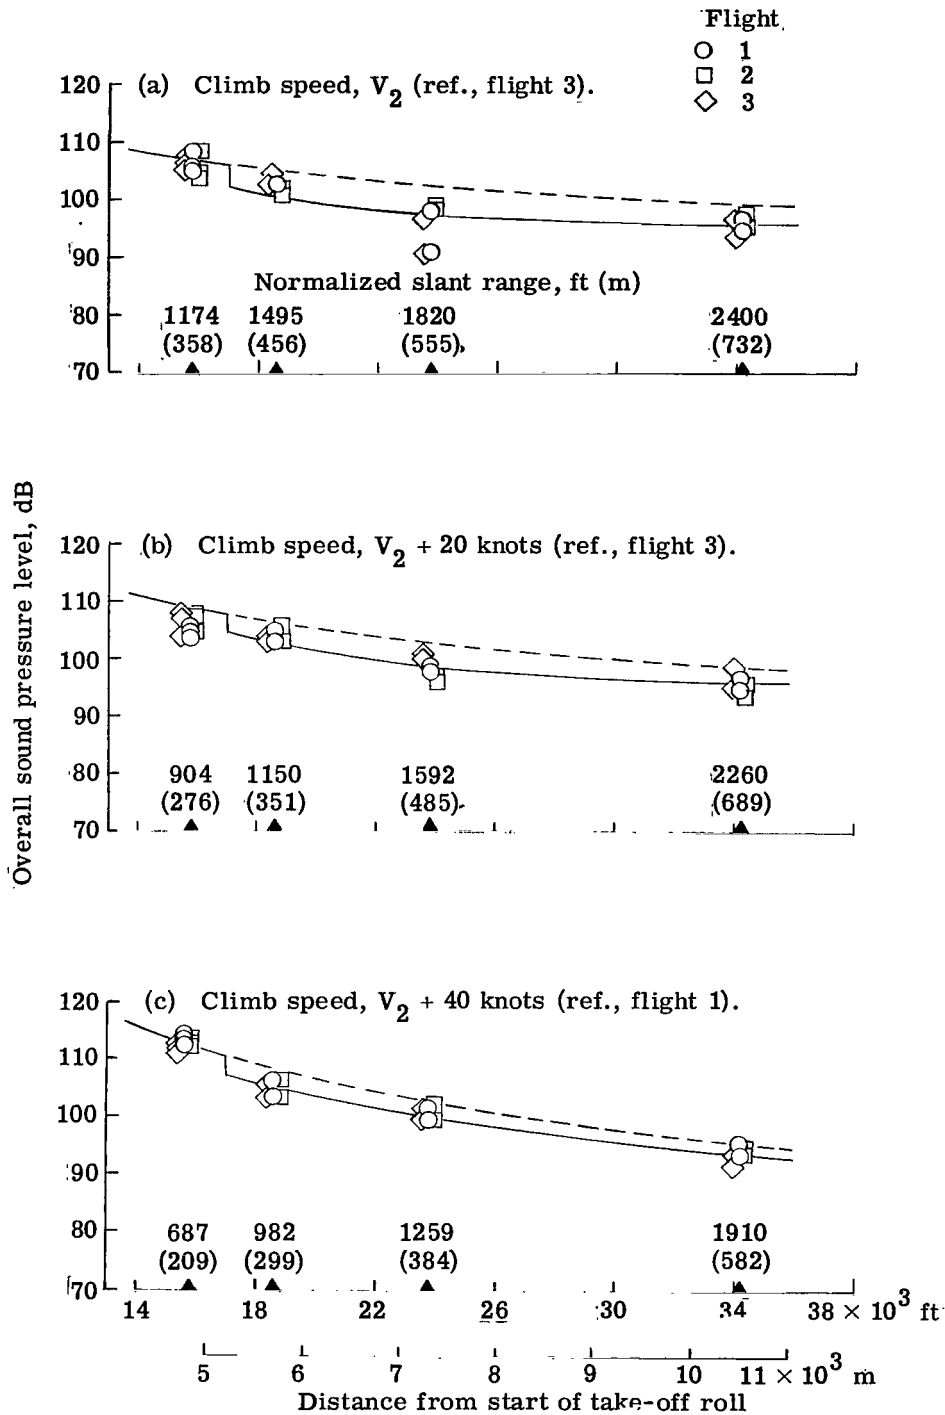 Flight
1
2
3
(a) Climb speed, V2 (ref., flight 3).
120
110
100
90
80
70
Normalized slant range, ft (m)
1174 1495 1820 2400
(358) (456) (555) (732)
Overall sound pressure level, dB
(b) Climb speed, V2 + 20 knots (ref., flight 3).
120
110
100
90
80
70
904 1150 1592 2260
(276) (351) (485) (689)
(c) Climb speed, V2 + 40 knots (ref., flight 1).
120
110
100
90
80
70
687 982 1259 1910
(209) (299) (384) (582)
14 18 22 26 30 34 38 × 10^3 ft
5 6 7 8 9 10 11 × 10^3 m
Distance from start of take-off roll